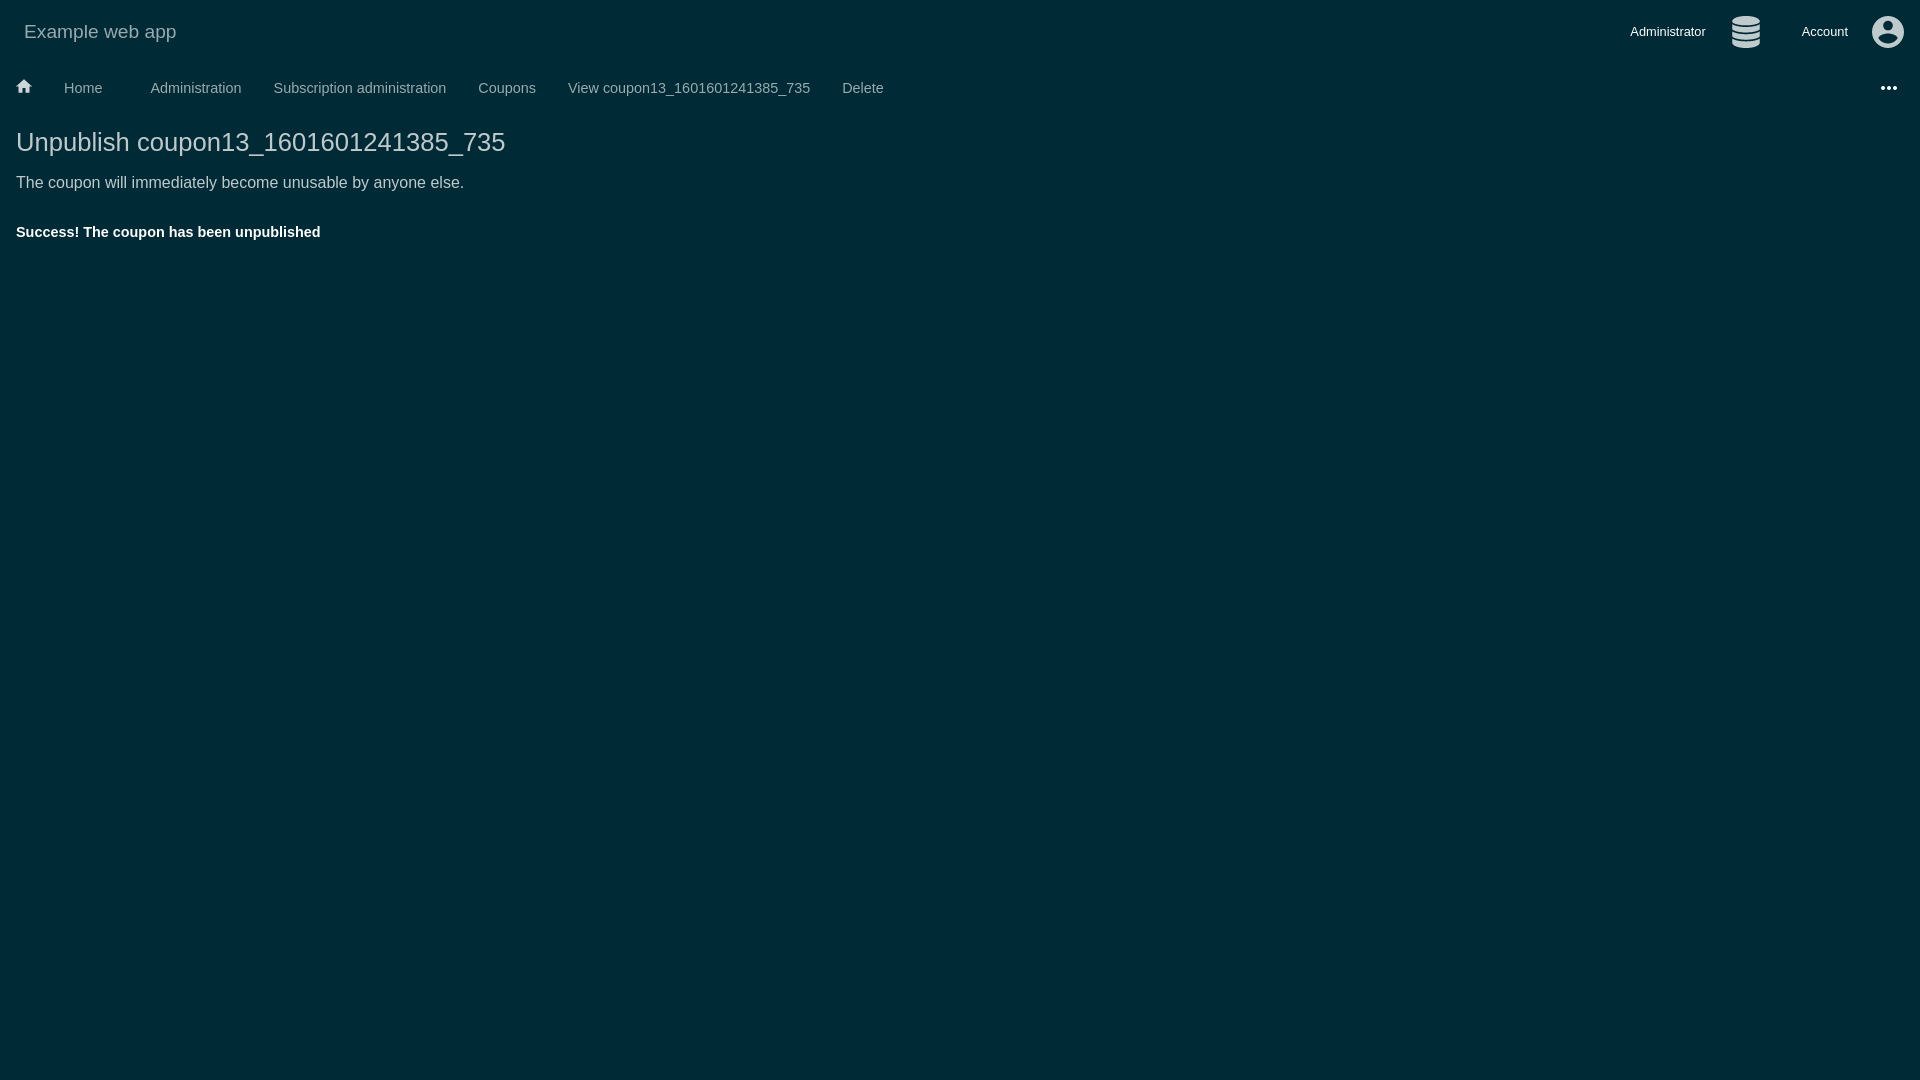 Example web app
Administrator
Account
Home
Administration
Subscription administration
Coupons
View coupon13_1601601241385_735
Delete
Unpublish coupon13_1601601241385_735
The coupon will immediately become unusable by anyone else.
Success! The coupon has been unpublished